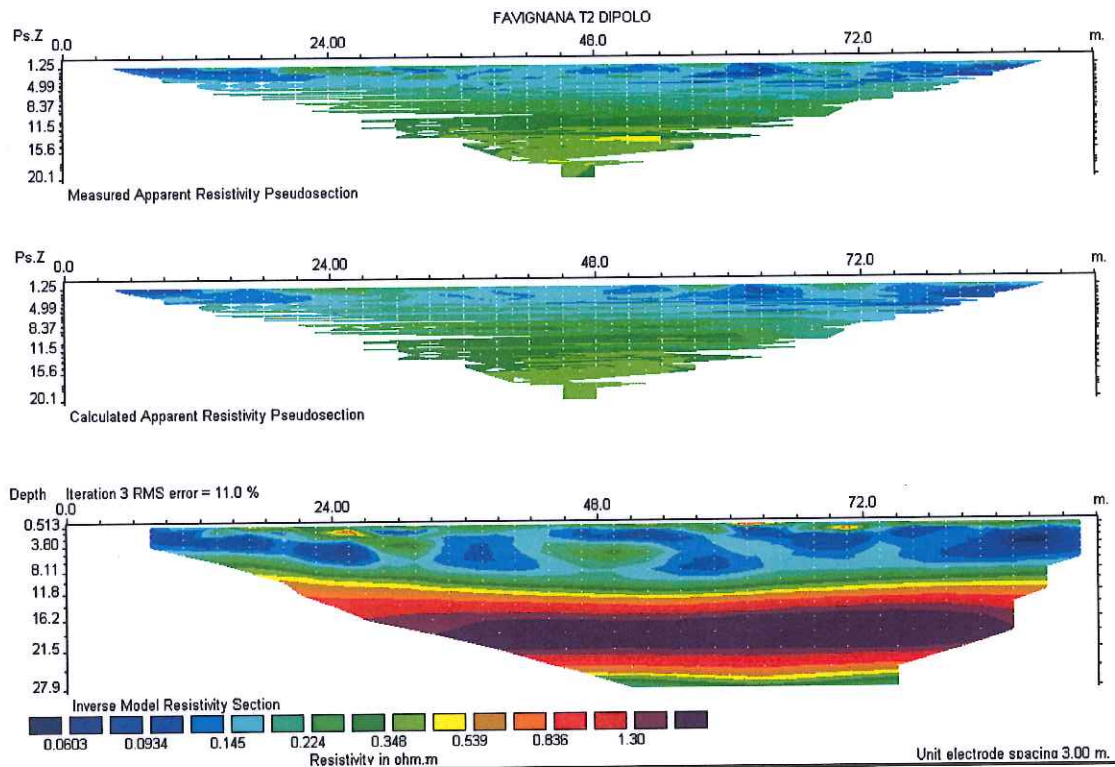 FAVIGNANA T2 DIPOLO
Ps.Z 0.0 24.00 48.0 72.0 m.
1.25
4.99
8.37
11.5
15.6
20.1
Measured Apparent Resistivity Pseudosection
Ps.Z 0.0 24.00 48.0 72.0 m.
1.25
4.99
8.37
11.5
15.6
20.1
Calculated Apparent Resistivity Pseudosection
Depth Iteration 3 RMS error = 11.0 %
0.0 24.00 48.0 72.0 m.
0.513
3.80
8.11
11.8
16.2
21.5
27.9
Inverse Model Resistivity Section
0.0603 0.0934 0.145 0.224 0.348 0.539 0.836 1.30
Resistivity in ohm.m
Unit electrode spacing 3.00 m.